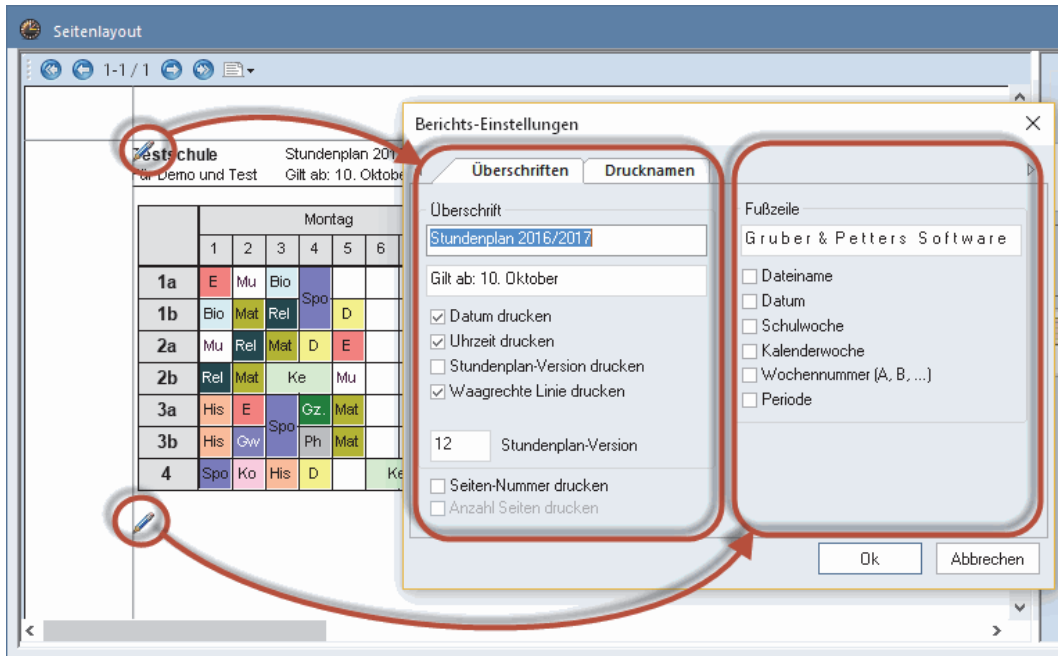 Seitenlayout
1-1 / 1
Testschule Stundenplan 201
Für Demo und Test Gilt ab: 10. Oktobe
Montag
1 2 3 4 5 6
1a E Mu Bio Spo
1b Bio Mat Rel D
2a Mu Rel Mat D E
2b Rel Mat Ke Mu
3a His E Spo Gz. Mat
3b His Gw Ph Mat
4 Spo Ko His D Ke
Berichts-Einstellungen
Überschriften Drucknamen
Überschrift
Stundenplan 2016/2017
Gilt ab: 10. Oktober
Datum drucken
Uhrzeit drucken
Stundenplan-Version drucken
Waagrechte Linie drucken
12 Stundenplan-Version
Seiten-Nummer drucken
Anzahl Seiten drucken
Fußzeile
Gruber & Petters Software
Dateiname
Datum
Schulwoche
Kalenderwoche
Wochennummer (A, B, ...)
Periode
Ok Abbrechen